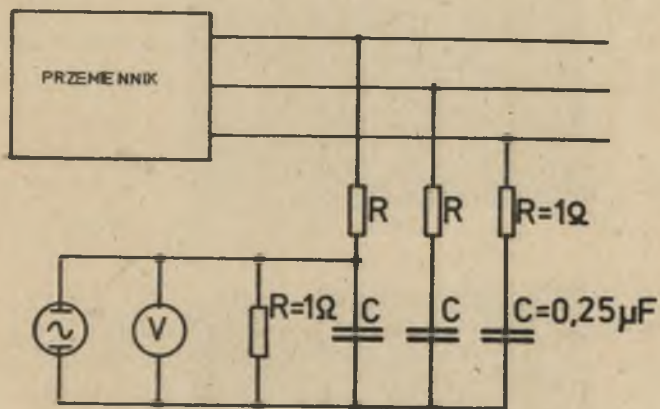 PRZEMIENNIK
R
R
R=1Ω
R=1Ω
C
C
C=0,25µF
V